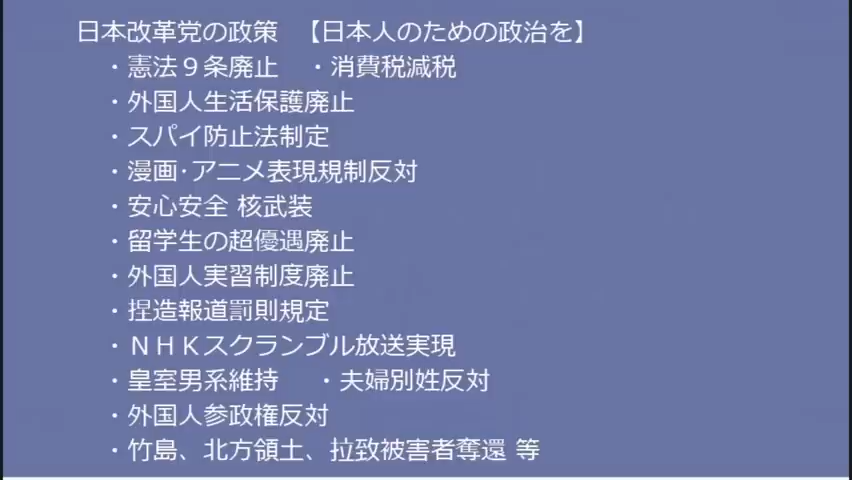 日本改革党の政策　【日本人のための政治を】
・憲法９条廃止　・消費税減税
・外国人生活保護廃止
・スパイ防止法制定
・漫画･アニメ表現規制反対
・安心安全 核武装
・留学生の超優遇廃止
・外国人実習制度廃止
・捏造報道罰則規定
・ＮＨＫスクランブル放送実現
・皇室男系維持　・夫婦別姓反対
・外国人参政権反対
・竹島、北方領土、拉致被害者奪還 等